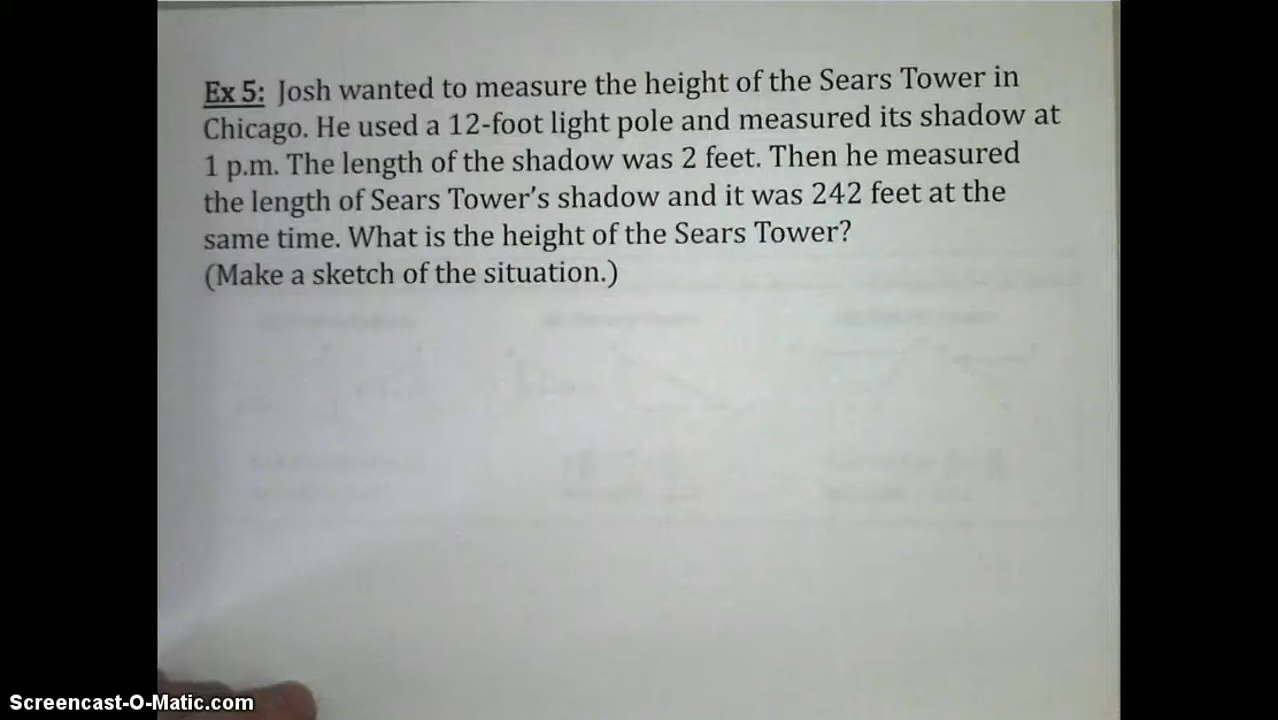 Ex 5: Josh wanted to measure the height of the Sears Tower in
Chicago. He used a 12-foot light pole and measured its shadow at
1 p.m. The length of the shadow was 2 feet. Then he measured
the length of Sears Tower’s shadow and it was 242 feet at the
same time. What is the height of the Sears Tower?
(Make a sketch of the situation.)
Screencast-O-Matic.com